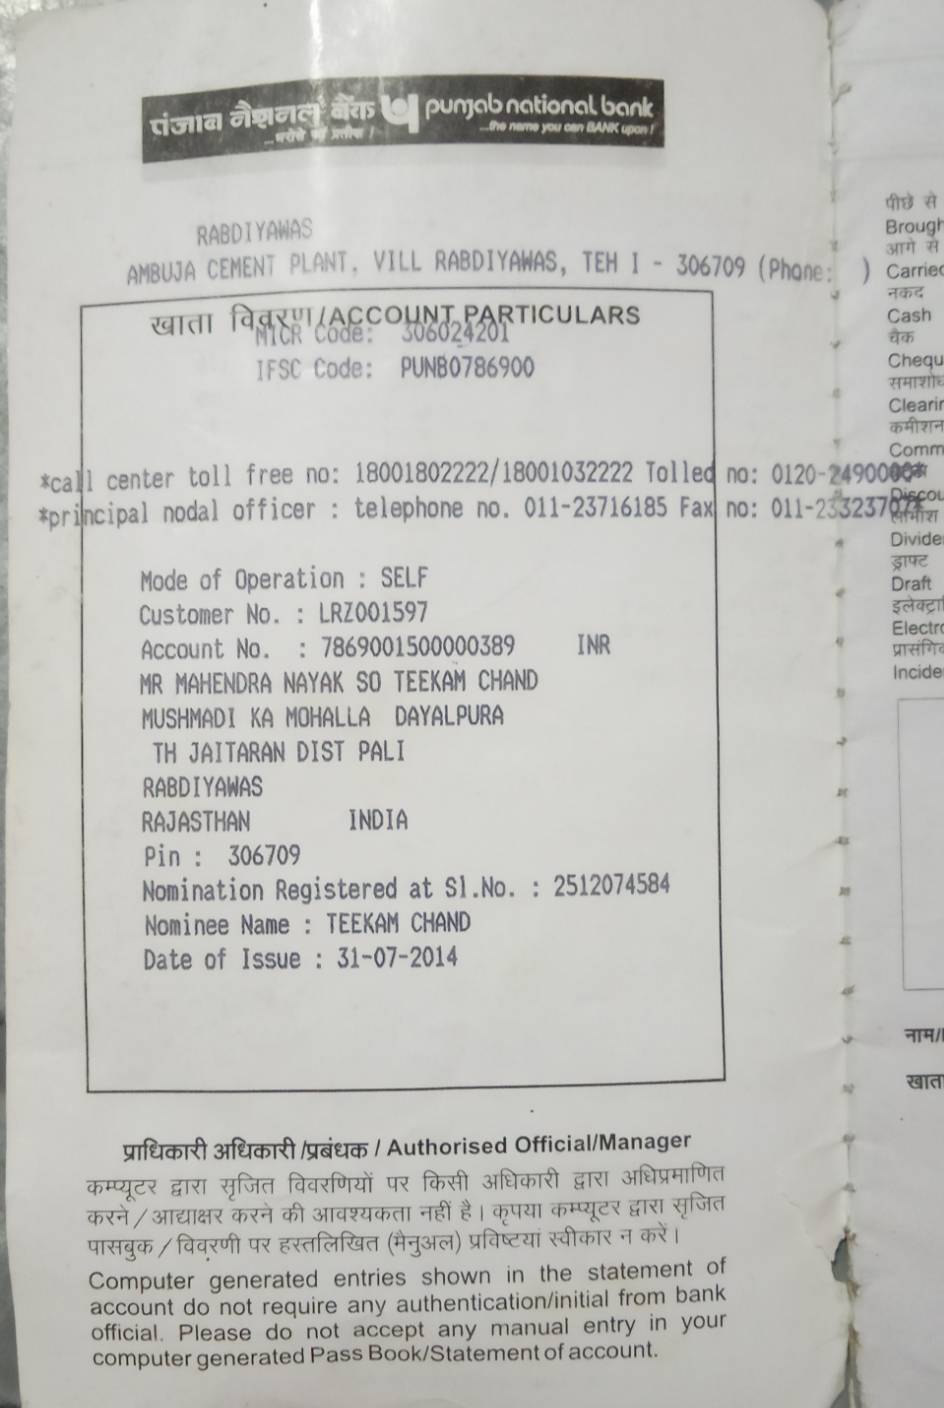 पंजाब नैशनल बैंक punjab national bank
...भरोसे का प्रतीक ! ...the name you can BANK upon !
RABDIYAWAS
AMBUJA CEMENT PLANT, VILL RABDIYAWAS, TEH I - 306709 (Phone: )
खाता विवरण/ACCOUNT PARTICULARS
MICR Code: 306024201
IFSC Code: PUNB0786900
*call center toll free no: 18001802222/18001032222 Tolled no: 0120-2490000*
*principal nodal officer : telephone no. 011-23716185 Fax no: 011-23323707*
Mode of Operation : SELF
Customer No. : LRZ001597
Account No. : 7869001500000389 INR
MR MAHENDRA NAYAK SO TEEKAM CHAND
MUSHMADI KA MOHALLA DAYALPURA
TH JAITARAN DIST PALI
RABDIYAWAS
RAJASTHAN INDIA
Pin : 306709
Nomination Registered at Sl.No. : 2512074584
Nominee Name : TEEKAM CHAND
Date of Issue : 31-07-2014
प्राधिकारी अधिकारी /प्रबंधक / Authorised Official/Manager
कम्प्यूटर द्वारा सृजित विवरणियों पर किसी अधिकारी द्वारा अधिप्रमाणित
करने / आद्याक्षर करने की आवश्यकता नहीं है। कृपया कम्प्यूटर द्वारा सृजित
पासबुक / विवरणी पर हस्तलिखित (मैनुअल) प्रविष्टयां स्वीकार न करें।
Computer generated entries shown in the statement of
account do not require any authentication/initial from bank
official. Please do not accept any manual entry in your
computer generated Pass Book/Statement of account.
पीछे से
Brough
आगे से
Carried
नकद
Cash
चैक
Chequ
समाशोध
Clearin
कमीशन
Comm
Discou
लाभांश
Divide
ड्राफ्ट
Draft
इलेक्ट्रा
Electro
प्रासंगिक
Incide
नाम/
खाता